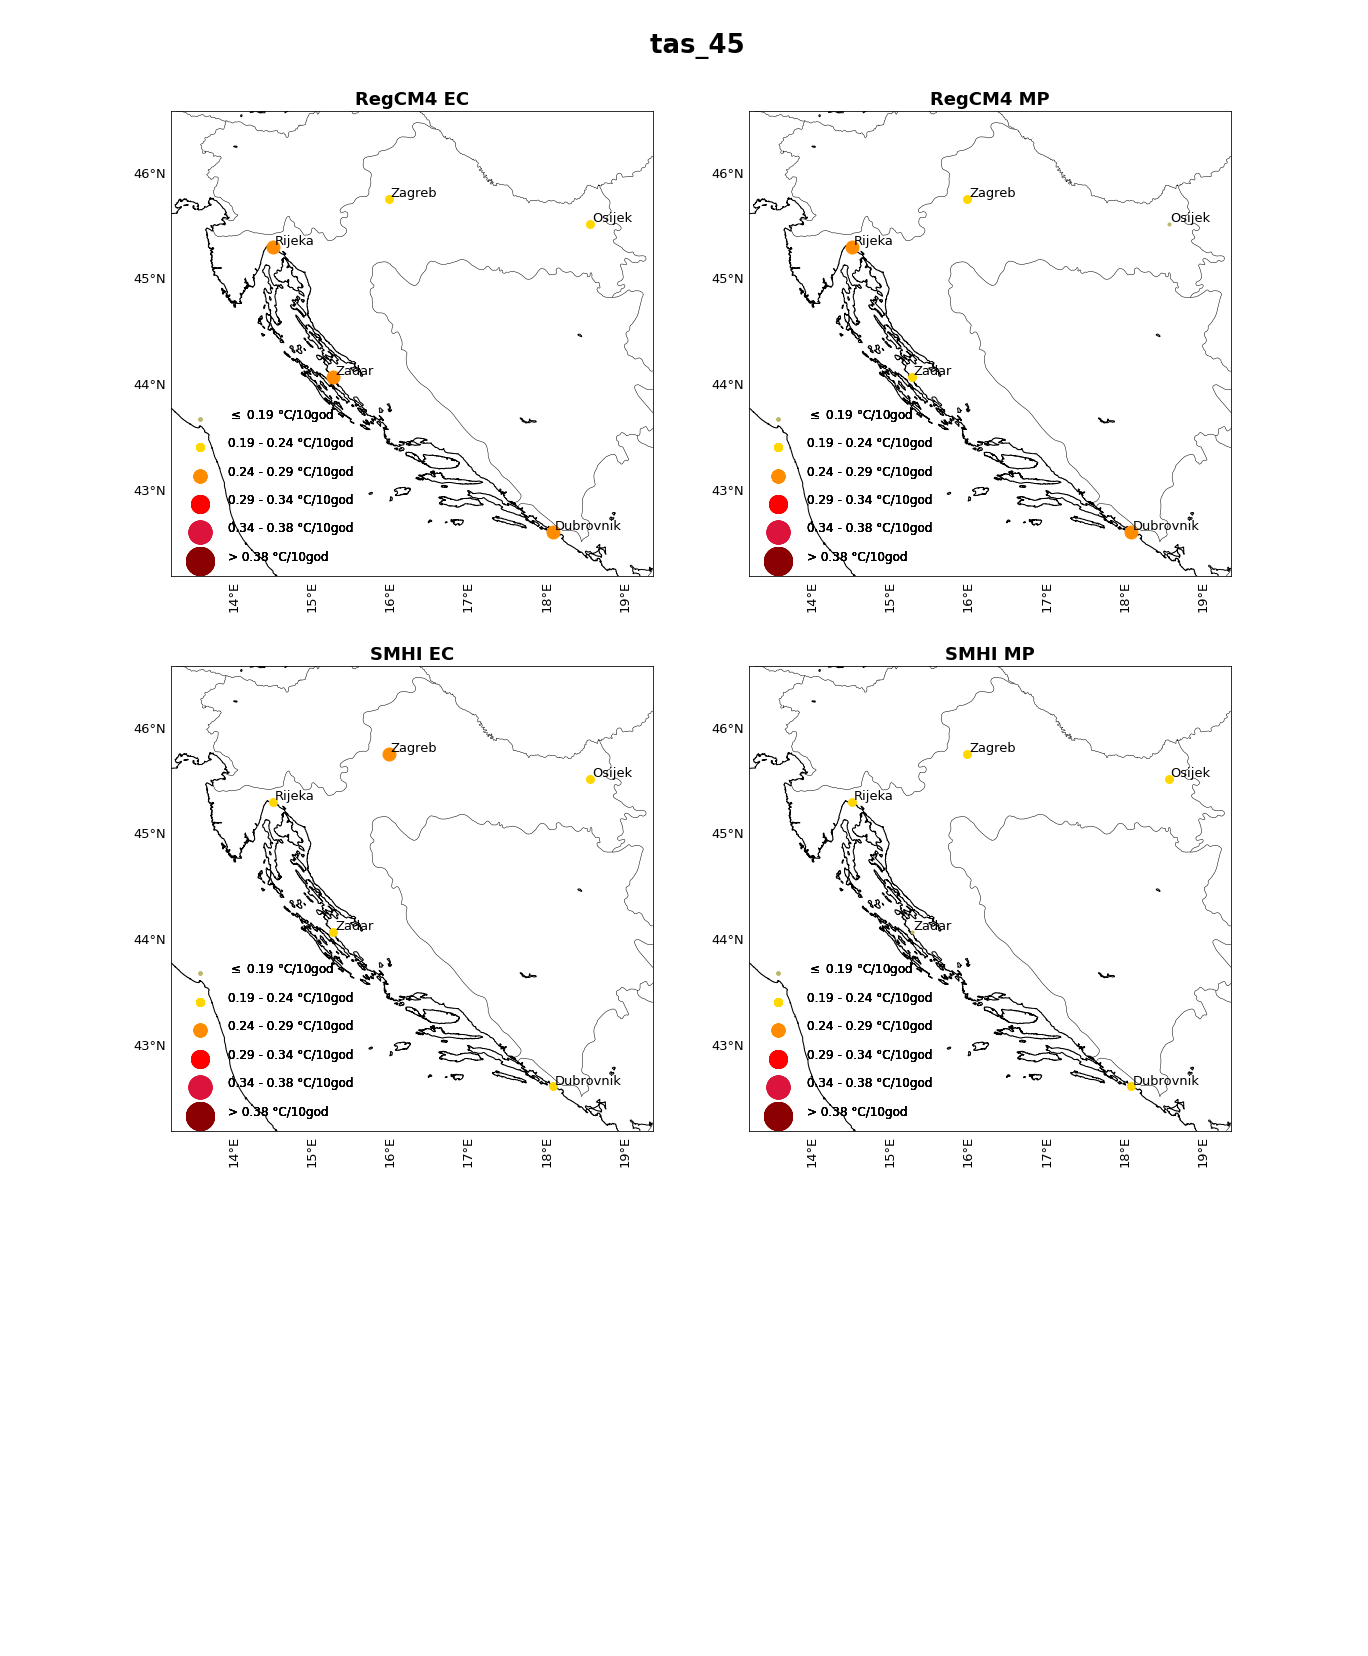 tas_45
RegCM4 EC
46°N
45°N
44°N
43°N
Zagreb
Osijek
Rijeka
Zadar
Dubrovnik
≤ 0.19 °C/10god
0.19 - 0.24 °C/10god
0.24 - 0.29 °C/10god
0.29 - 0.34 °C/10god
0.34 - 0.38 °C/10god
> 0.38 °C/10god
14°E 15°E 16°E 17°E 18°E 19°E
RegCM4 MP
46°N
45°N
44°N
43°N
Zagreb
Osijek
Rijeka
Zadar
Dubrovnik
≤ 0.19 °C/10god
0.19 - 0.24 °C/10god
0.24 - 0.29 °C/10god
0.29 - 0.34 °C/10god
0.34 - 0.38 °C/10god
> 0.38 °C/10god
14°E 15°E 16°E 17°E 18°E 19°E
SMHI EC
46°N
45°N
44°N
43°N
Zagreb
Osijek
Rijeka
Zadar
Dubrovnik
≤ 0.19 °C/10god
0.19 - 0.24 °C/10god
0.24 - 0.29 °C/10god
0.29 - 0.34 °C/10god
0.34 - 0.38 °C/10god
> 0.38 °C/10god
14°E 15°E 16°E 17°E 18°E 19°E
SMHI MP
46°N
45°N
44°N
43°N
Zagreb
Osijek
Rijeka
Zadar
Dubrovnik
≤ 0.19 °C/10god
0.19 - 0.24 °C/10god
0.24 - 0.29 °C/10god
0.29 - 0.34 °C/10god
0.34 - 0.38 °C/10god
> 0.38 °C/10god
14°E 15°E 16°E 17°E 18°E 19°E